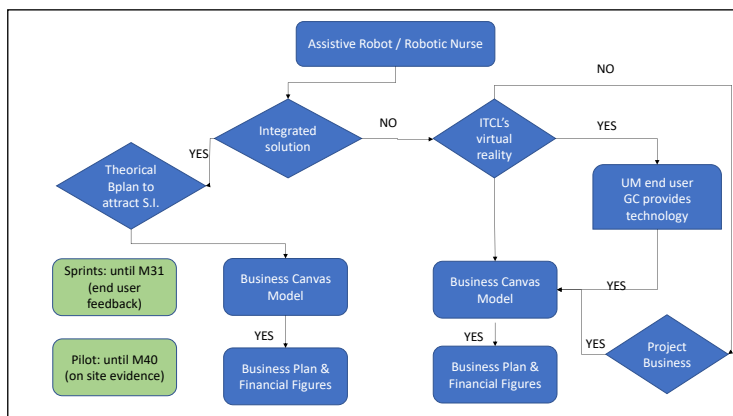 Assistive Robot / Robotic Nurse
NO
Integrated
solution
NO
ITCL's
virtual
reality
YES
YES
Theorical
Bplan to
attract S.I.
UM end user
GC provides
technology
Sprints: until M31
(end user
feedback)
Business Canvas
Model
Business Canvas
Model
YES
YES
YES
YES
Project
Business
Pilot: until M40
(on site evidence)
Business Plan &
Financial Figures
Business Plan &
Financial Figures